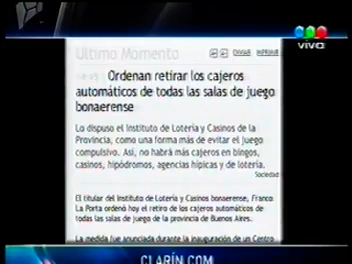 VIVO
Ultimo Momento
ENVIAR IMPRIMIR
Ordenan retirar los cajeros
automáticos de todas las salas de juego
bonaerense
Lo dispuso el Instituto de Lotería y Casinos de la
Provincia, como una forma más de evitar el juego
compulsivo. Así, no habrá más cajeros en bingos,
casinos, hipódromos, agencias hípicas y de lotería.
Sociedad
El titular del Instituto de Lotería y Casinos bonaerense, Franco
La Porta ordenó hoy el retiro de los cajeros automáticos de
todas las salas de juego de la provincia de Buenos Aires.
La medida fue anunciada durante la inauguración de un Centro
CLARÍN.COM